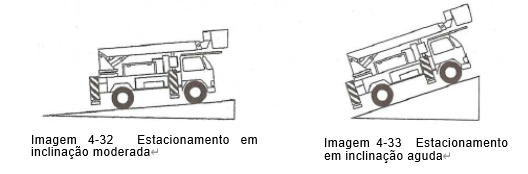 Imagem 4-32 Estacionamento em
inclinação moderada↵
Imagem 4-33 Estacionamento
em inclinação aguda↵